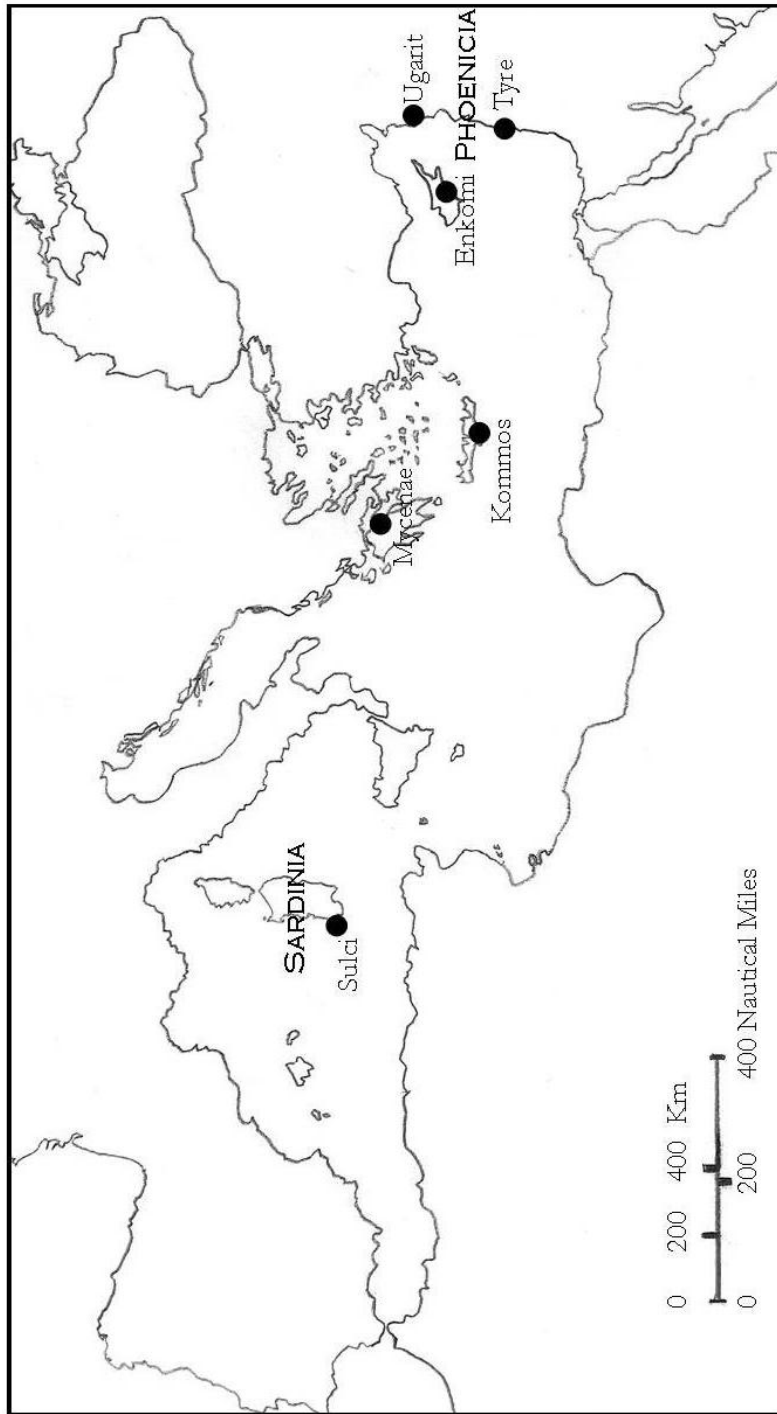 SARDINIA
Sulci
Mycenae
Kommos
Enkomi
PHOENICIA
Ugarit
Tyre
0 200 400 Km
0 200 400 Nautical Miles